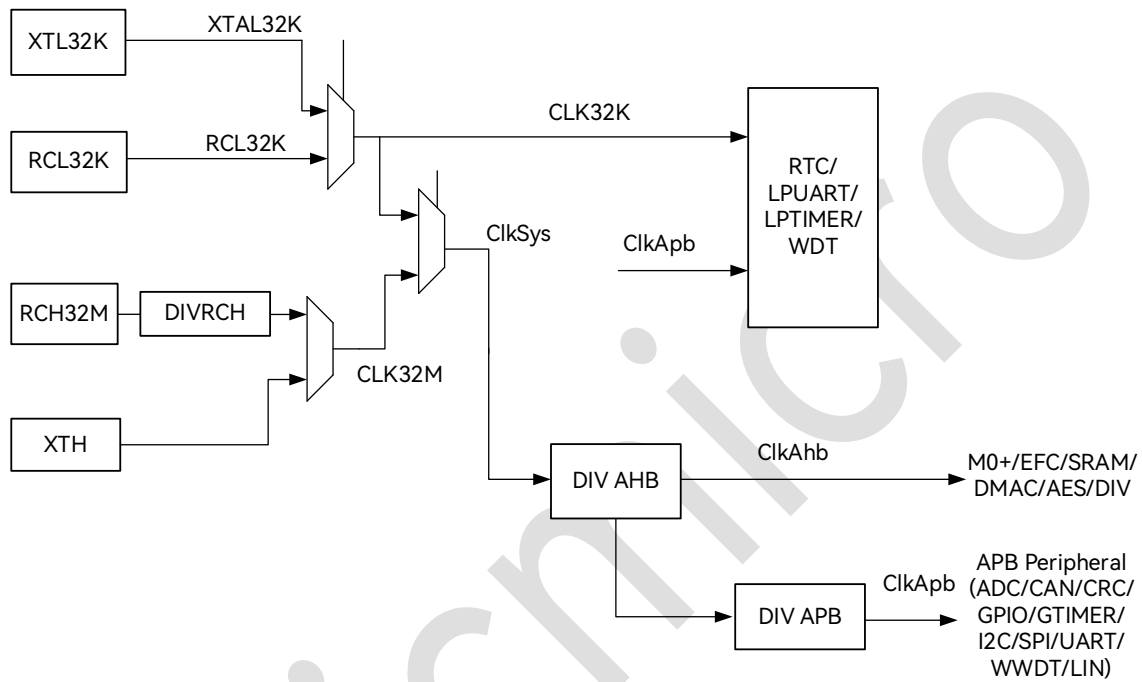 XTL32K
XTAL32K
RCL32K
RCL32K
CLK32K
RTC/
LPUART/
LPTIMER/
WDT
ClkSys
ClkApb
RCH32M
DIVRCH
CLK32M
XTH
DIV AHB
ClkAhb
M0+/EFC/SRAM/
DMAC/AES/DIV
DIV APB
ClkApb
APB Peripheral
(ADC/CAN/CRC/
GPIO/GTIMER/
I2C/SPI/UART/
WWDT/LIN)
icmicro